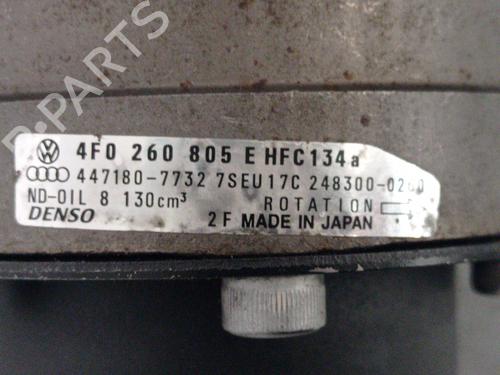 B-PARTS
4F0 260 805 E HFC134a
447180-7732 7SEU17C 248300-0260
ND-OIL 8 130cm³ ROTATION
DENSO 2 F MADE IN JAPAN